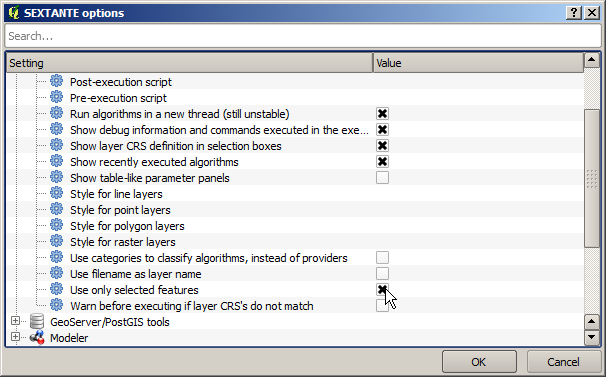 SEXTANTE options
Search...
Setting Value
Post-execution script
Pre-execution script
Run algorithms in a new thread (still unstable)
Show debug information and commands executed in the exe...
Show layer CRS definition in selection boxes
Show recently executed algorithms
Show table-like parameter panels
Style for line layers
Style for point layers
Style for polygon layers
Style for raster layers
Use categories to classify algorithms, instead of providers
Use filename as layer name
Use only selected features
Warn before executing if layer CRS's do not match
GeoServer/PostGIS tools
Modeler
OK Cancel